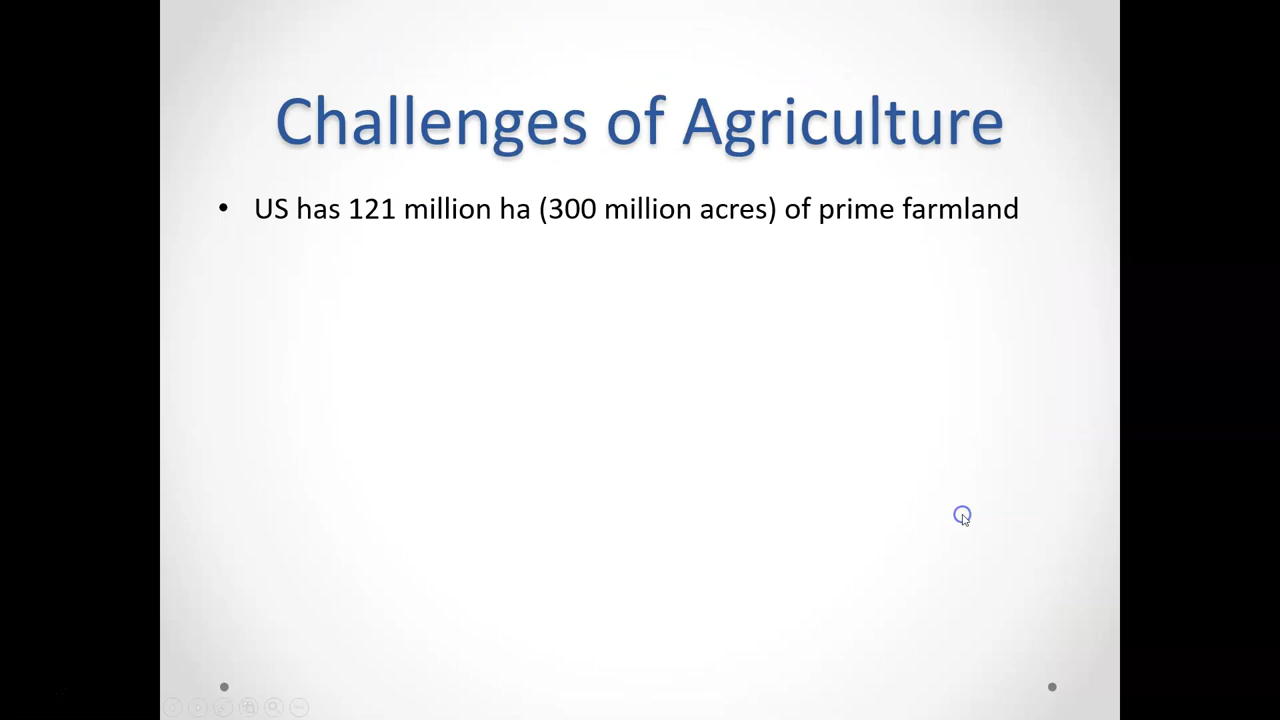 Challenges of Agriculture
• US has 121 million ha (300 million acres) of prime farmland